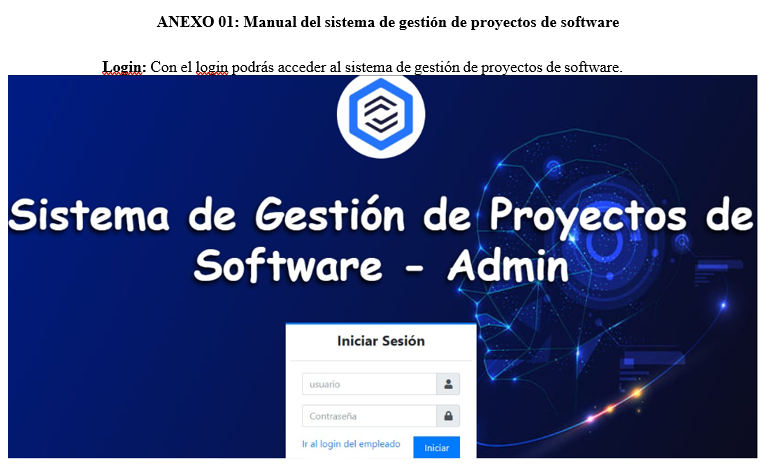 ANEXO 01: Manual del sistema de gestión de proyectos de software
Login: Con el login podrás acceder al sistema de gestión de proyectos de software.
Sistema de Gestión de Proyectos de
Software - Admin
Iniciar Sesión
usuario
Contraseña
Ir al login del empleado
Iniciar